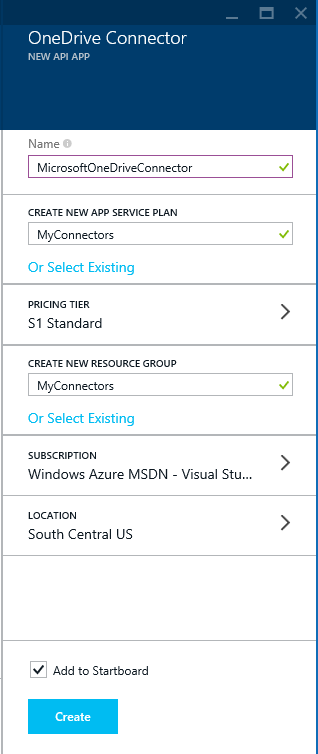 OneDrive Connector
NEW API APP
Name
MicrosoftOneDriveConnector
CREATE NEW APP SERVICE PLAN
MyConnectors
Or Select Existing
PRICING TIER
S1 Standard
CREATE NEW RESOURCE GROUP
MyConnectors
Or Select Existing
SUBSCRIPTION
Windows Azure MSDN - Visual Stu...
LOCATION
South Central US
Add to Startboard
Create